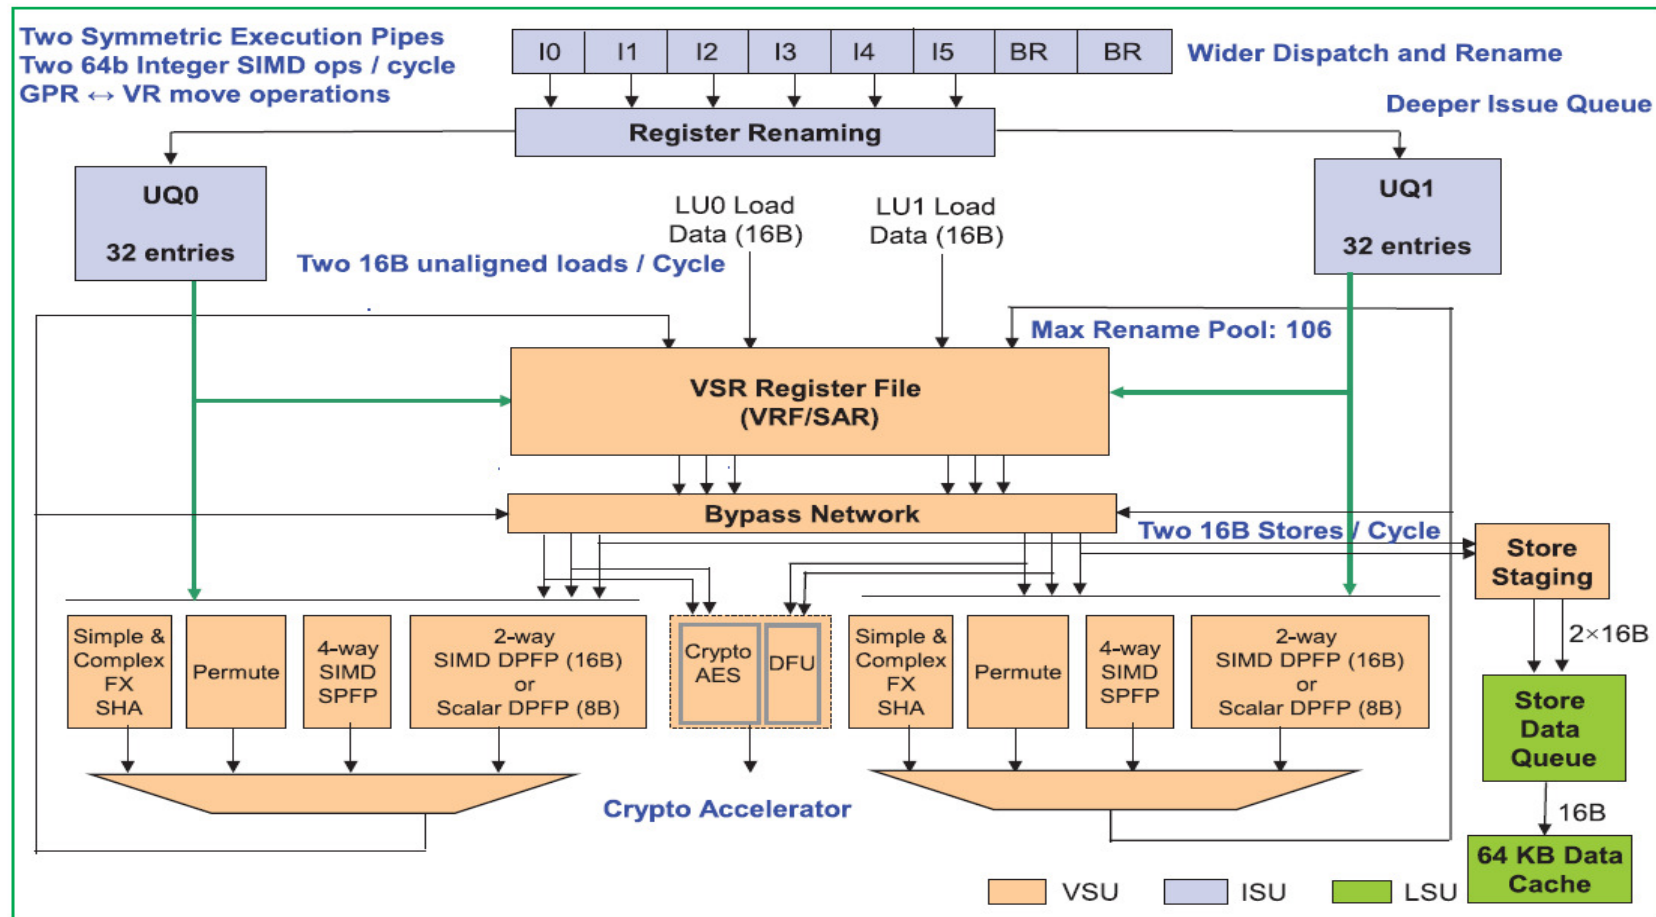 Two Symmetric Execution Pipes
Two 64b Integer SIMD ops / cycle
GPR ↔ VR move operations
I0 I1 I2 I3 I4 I5 BR BR
Wider Dispatch and Rename
Deeper Issue Queue
Register Renaming
UQ0
32 entries
UQ1
32 entries
LU0 Load
Data (16B)
LU1 Load
Data (16B)
Two 16B unaligned loads / Cycle
Max Rename Pool: 106
VSR Register File
(VRF/SAR)
Bypass Network
Two 16B Stores / Cycle
Store
Staging
2×16B
Simple &
Complex
FX
SHA
Permute
4-way
SIMD
SPFP
2-way
SIMD DPFP (16B)
or
Scalar DPFP (8B)
Crypto
AES
DFU
Simple &
Complex
FX
SHA
Permute
4-way
SIMD
SPFP
2-way
SIMD DPFP (16B)
or
Scalar DPFP (8B)
Store
Data
Queue
16B
Crypto Accelerator
64 KB Data
Cache
VSU
ISU
LSU